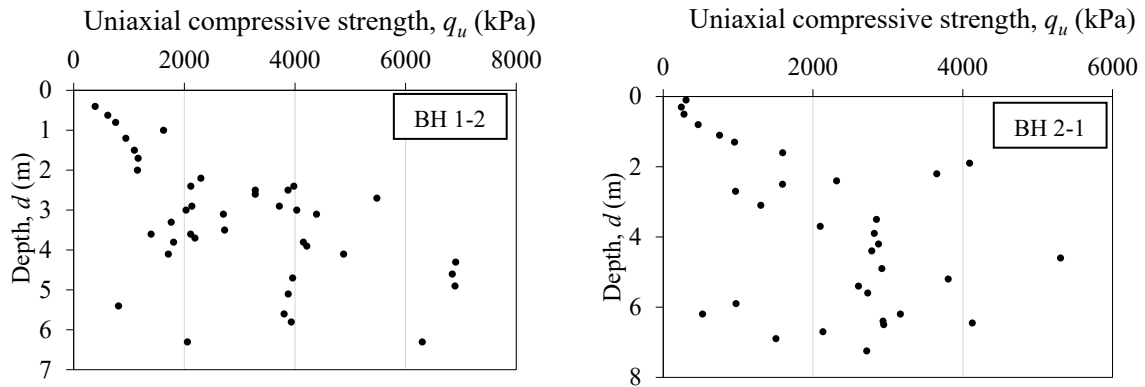 Uniaxial compressive strength, qu (kPa)
0 2000 4000 6000 8000
0
1
2
3
4
5
6
7
Depth, d (m)
BH 1-2
Uniaxial compressive strength, qu (kPa)
0 2000 4000 6000
0
2
4
6
8
Depth, d (m)
BH 2-1